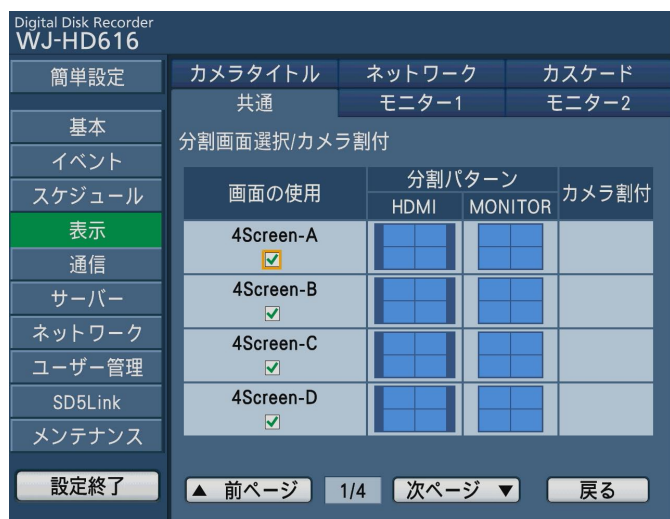 Digital Disk Recorder
WJ-HD616
簡単設定
基本
イベント
スケジュール
表示
通信
サーバー
ネットワーク
ユーザー管理
SD5Link
メンテナンス
設定終了
カメラタイトル ネットワーク カスケード
共通 モニター1 モニター2
分割画面選択/カメラ割付
画面の使用 分割パターン カメラ割付
HDMI MONITOR
4Screen-A
4Screen-B
4Screen-C
4Screen-D
▲ 前ページ 1/4 次ページ ▼ 戻る